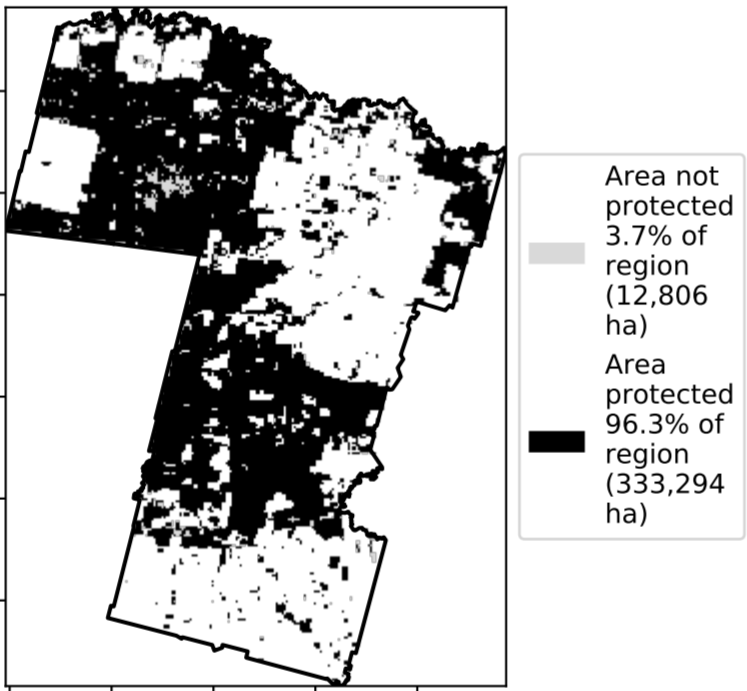 Area not
protected
3.7% of
region
(12,806
ha)
Area
protected
96.3% of
region
(333,294
ha)